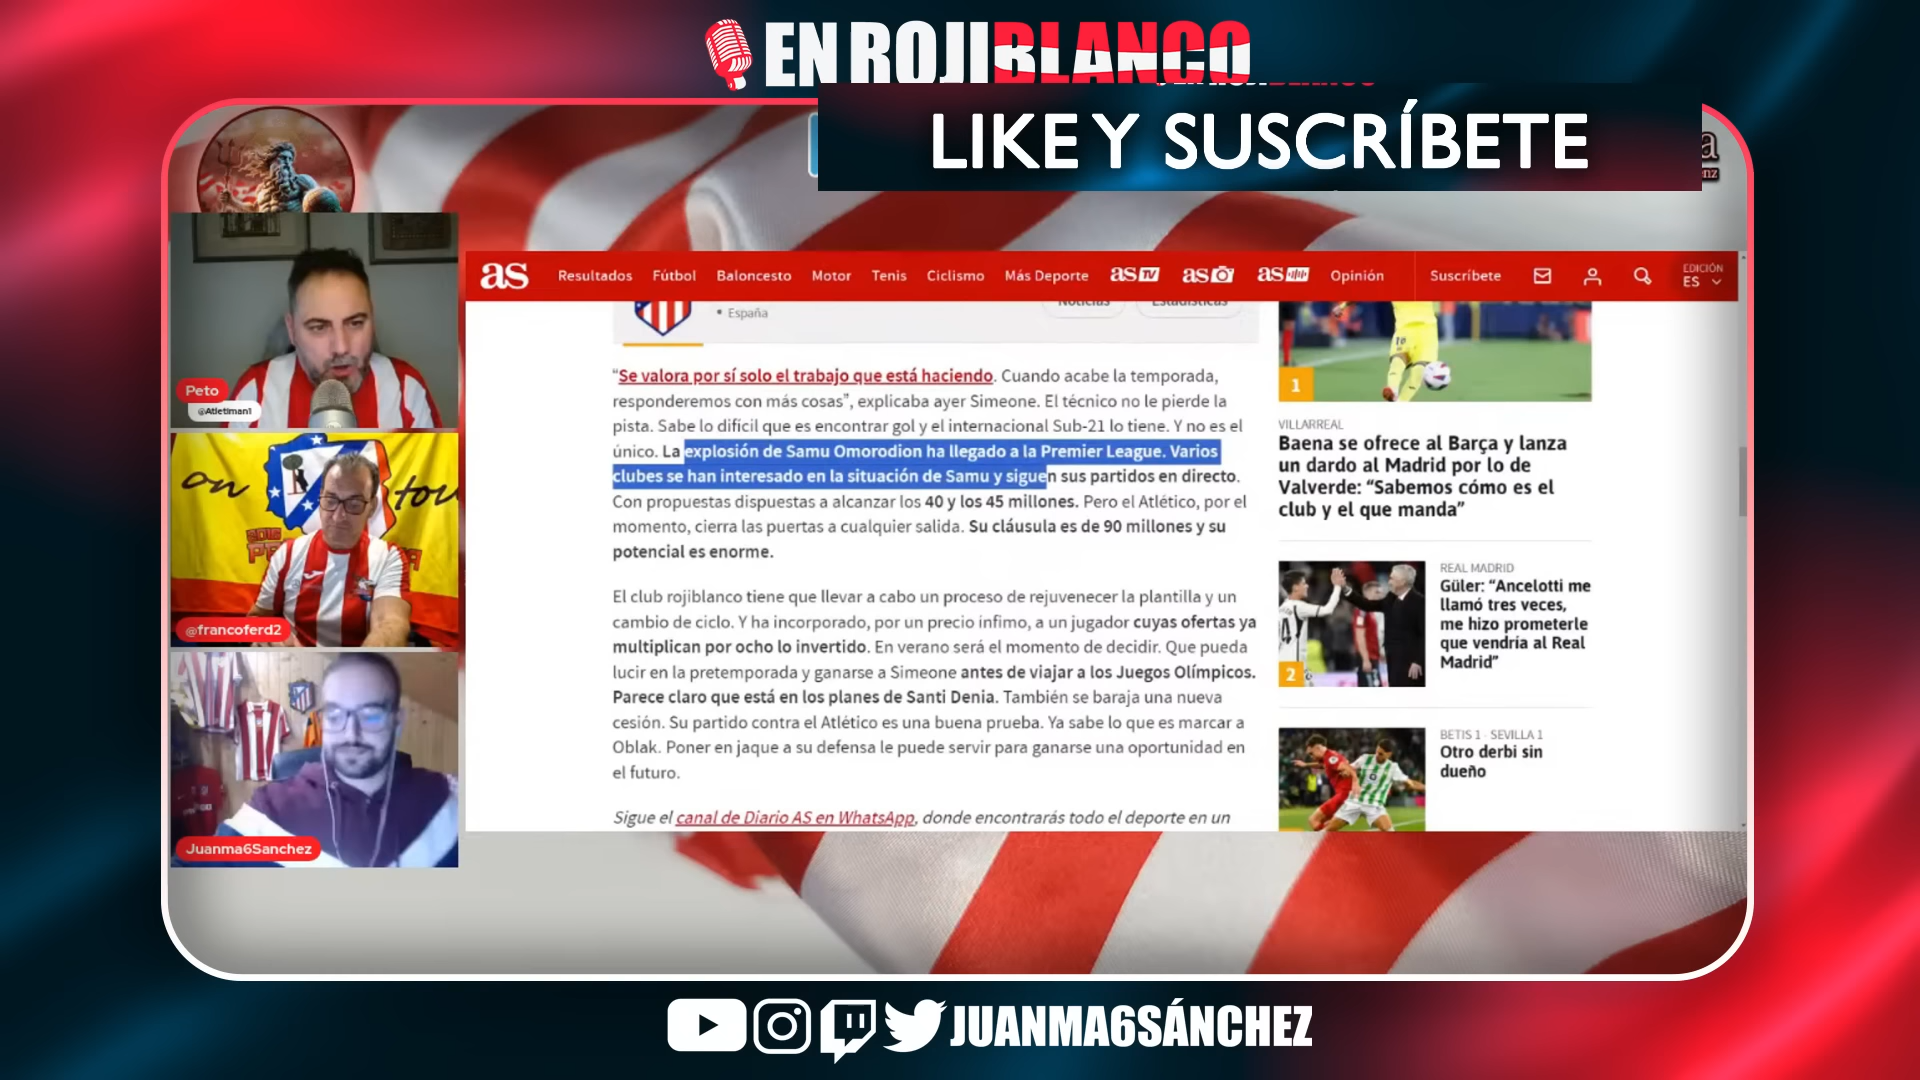 EN ROJIBLANCO
LIKE Y SUSCRÍBETE
a
nz
as
Resultados
Fútbol
Baloncesto
Motor
Tenis
Ciclismo
Más Deporte
as TV
as
as
Opinión
Suscríbete
EDICIÓN
ES
España
Noticias
Estadísticas
“Se valora por sí solo el trabajo que está haciendo. Cuando acabe la temporada,
responderemos con más cosas”, explicaba ayer Simeone. El técnico no le pierde la
pista. Sabe lo difícil que es encontrar gol y el internacional Sub-21 lo tiene. Y no es el
único. La explosión de Samu Omorodion ha llegado a la Premier League. Varios
clubes se han interesado en la situación de Samu y siguen sus partidos en directo.
Con propuestas dispuestas a alcanzar los 40 y los 45 millones. Pero el Atlético, por el
momento, cierra las puertas a cualquier salida. Su cláusula es de 90 millones y su
potencial es enorme.
El club rojiblanco tiene que llevar a cabo un proceso de rejuvenecer la plantilla y un
cambio de ciclo. Y ha incorporado, por un precio ínfimo, a un jugador cuyas ofertas ya
multiplican por ocho lo invertido. En verano será el momento de decidir. Que pueda
lucir en la pretemporada y ganarse a Simeone antes de viajar a los Juegos Olímpicos.
Parece claro que está en los planes de Santi Denia. También se baraja una nueva
cesión. Su partido contra el Atlético es una buena prueba. Ya sabe lo que es marcar a
Oblak. Poner en jaque a su defensa le puede servir para ganarse una oportunidad en
el futuro.
Sigue el canal de Diario AS en WhatsApp, donde encontrarás todo el deporte en un
1
VILLARREAL
Baena se ofrece al Barça y lanza
un dardo al Madrid por lo de
Valverde: “Sabemos cómo es el
club y el que manda”
2
REAL MADRID
Güler: “Ancelotti me
llamó tres veces,
me hizo prometerle
que vendría al Real
Madrid”
BETIS 1 - SEVILLA 1
Otro derbi sin
dueño
Peto
@Atletiman1
on tou
@francoferd2
Juanma6Sanchez
JUANMA6SÁNCHEZ